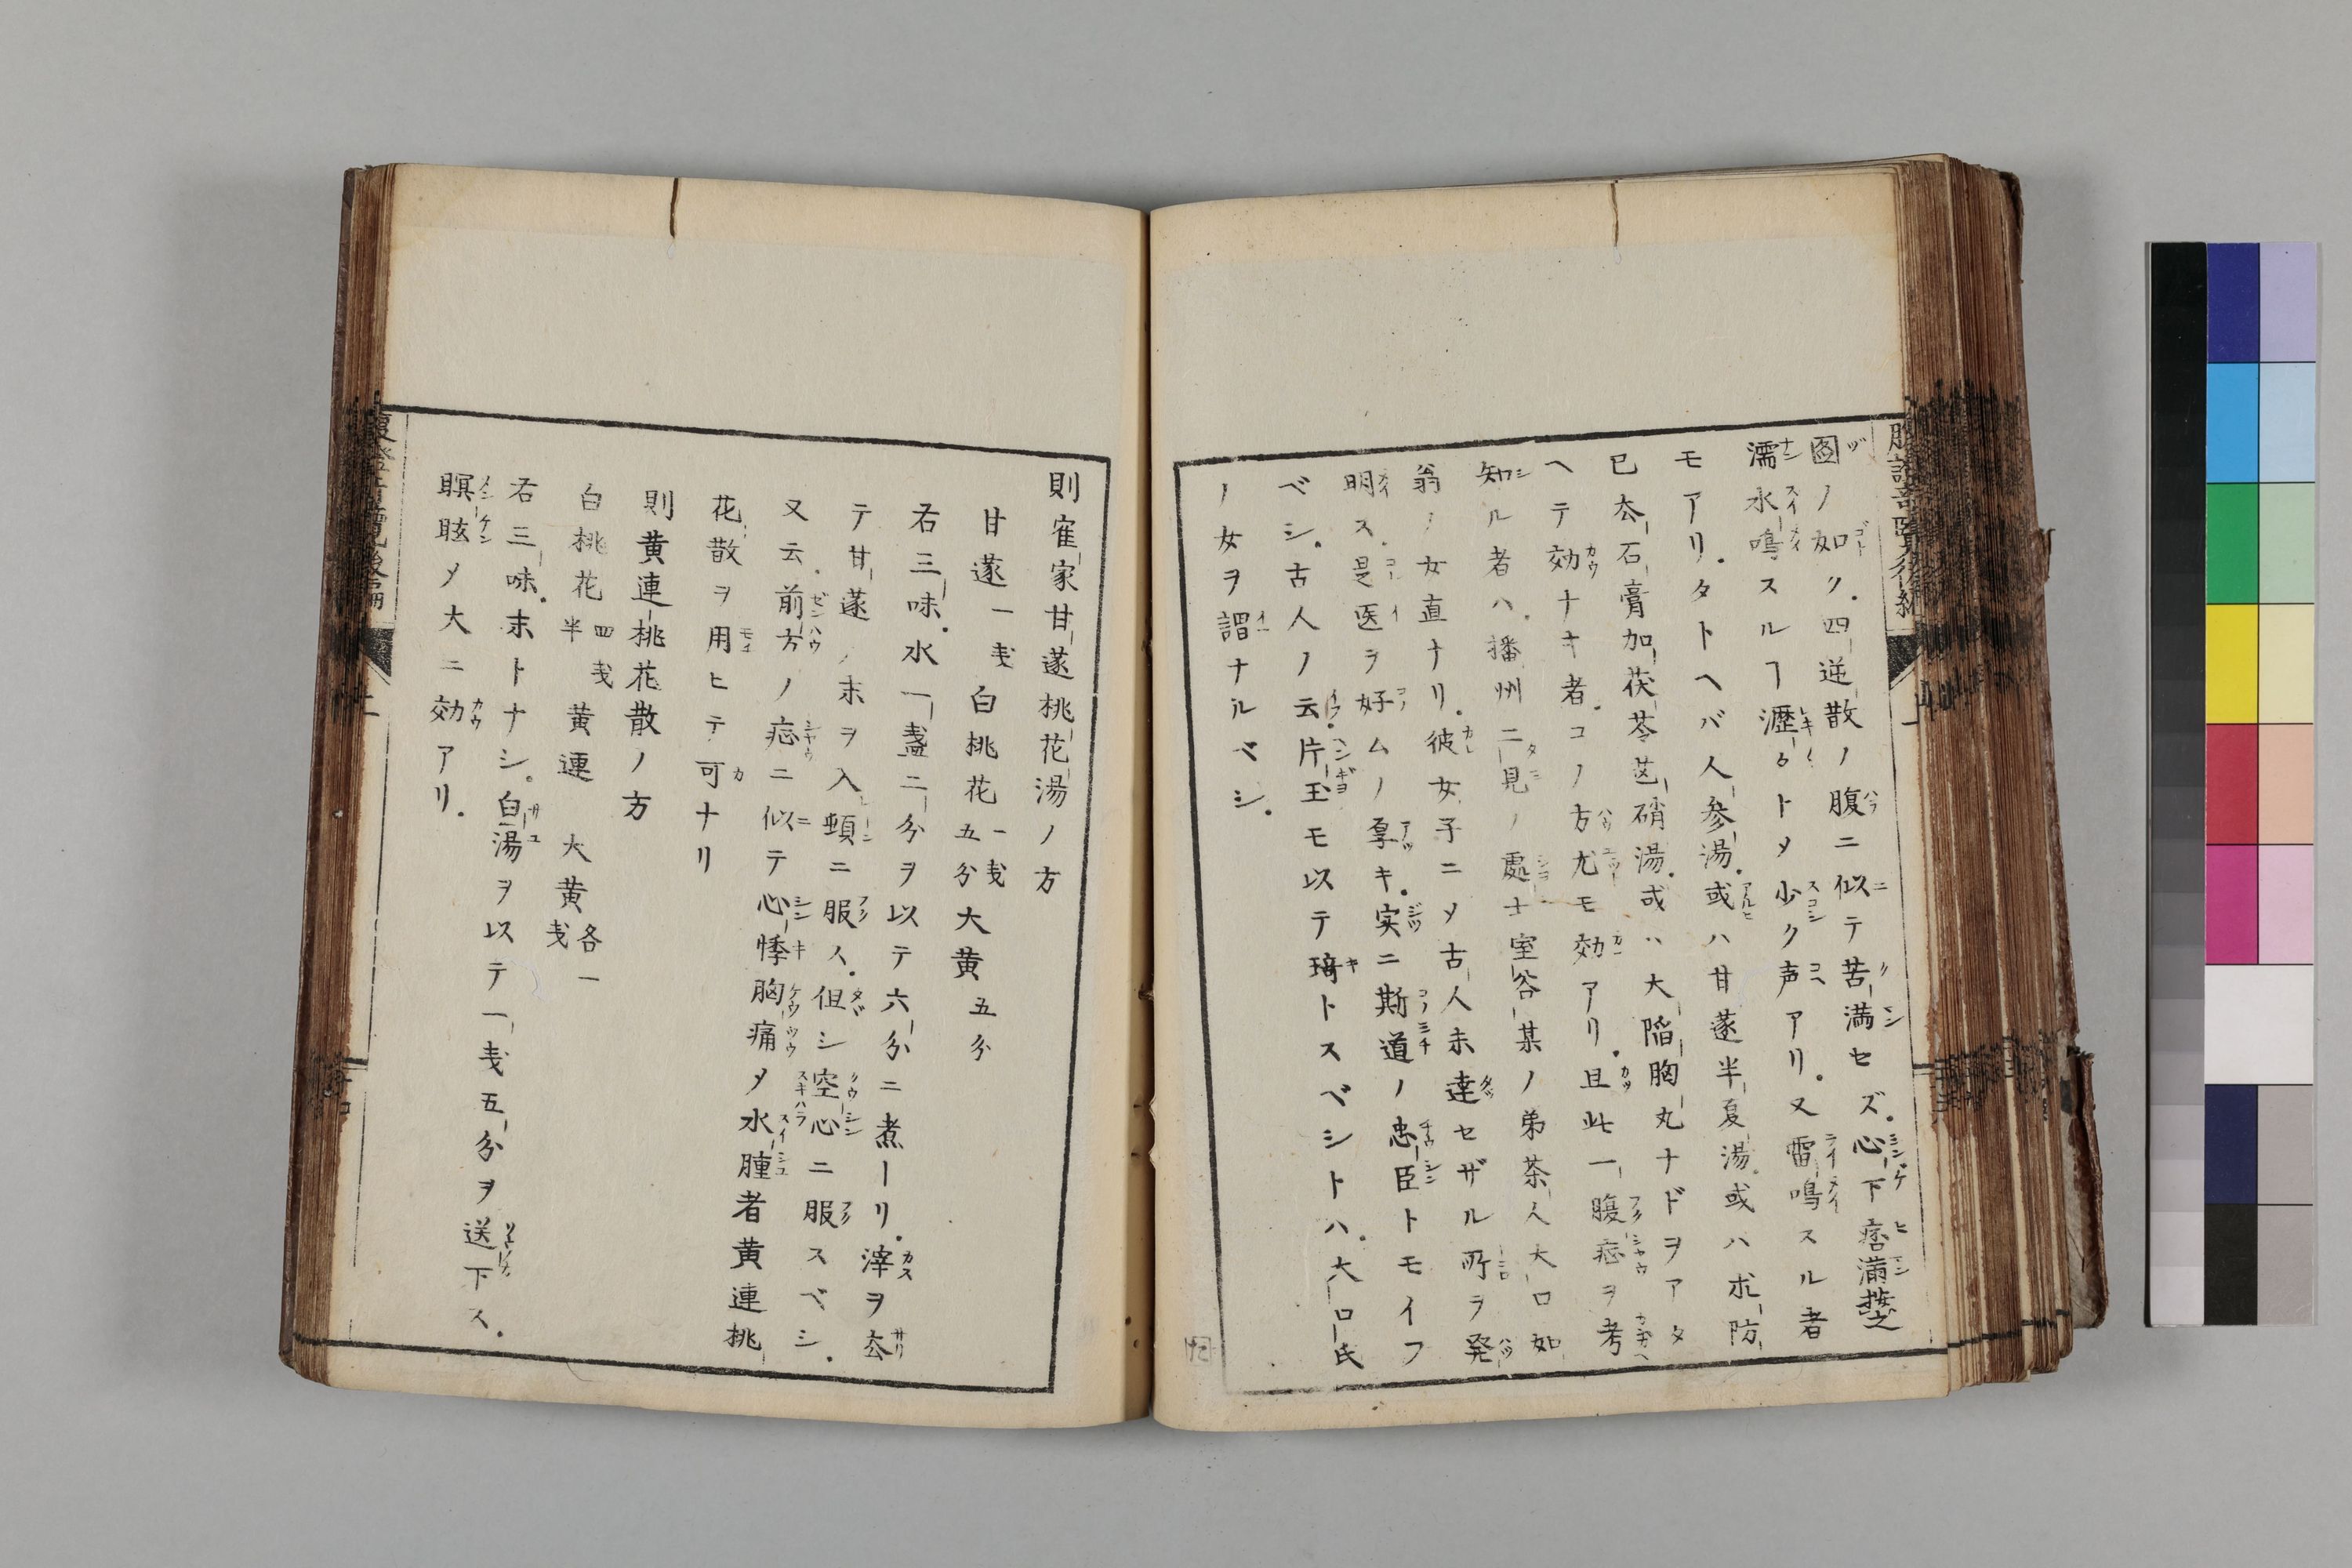 圖ノ如ク四逆散ノ腹ニ似テ苦満セズ。心下痞満按之
濡水鳴スルヿ瀝々トメ少ク声アリ。又雷鳴スル者
モアリ。タトヘバ人参湯。或ハ甘遂半夏湯。或ハ朮防
已去石膏加茯苓芒硝湯。或ハ大陥胸丸ナドヲアタ
ヘテ効ナキ者。コノ方尤モ効アリ。且此一腹症ヲ考
知ル者ハ。播州二見ノ處士室谷某ノ弟茶人大口如
翁ノ女直ナリ。彼女子ニメ古人未達セザル所ヲ発
明ス。是医ヲ好ムノ厚キ。実ニ斯道ノ忠臣トモイフ
ベシ。古人ノ云。片玉モ以テ琦トスベシトハ。大口氏
ノ女ヲ謂ナルベシ。
則寉家甘遂桃花湯ノ方
甘遂一戋 白桃花一戋五分 大黄五分
右三味。水一盞二分ヲ以テ六分ニ煮ーリ。滓ヲ去
テ甘遂ノ末ヲ入頓ニ服ス。但シ空心ニ服スベシ。
又云。前方ノ症ニ似テ心悸胸痛メ水腫者黄連桃
花散ヲ用ヒテ可ナリ
則黄連桃花散ノ方
白桃花四戋半 黄連 大黄各一戋
右三味。末トナシ。白湯ヲ以テ一戋五分ヲ送下ス。
瞑眩メ大ニ効アリ。